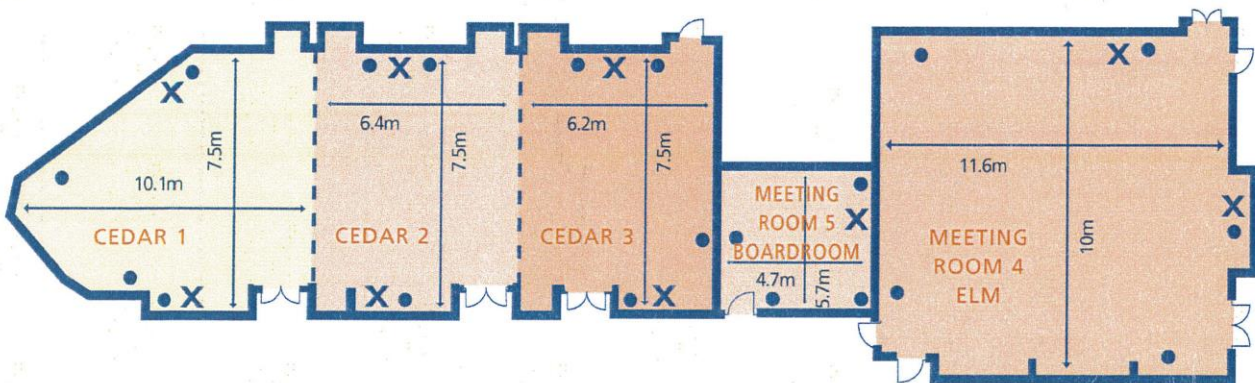 7.5m
10.1m
CEDAR 1
X
X
6.4m
7.5m
CEDAR 2
X
X
6.2m
7.5m
CEDAR 3
X
X
MEETING
ROOM 5
BOARDROOM
4.7m
5.7m
X
11.6m
10m
MEETING
ROOM 4
ELM
X
X